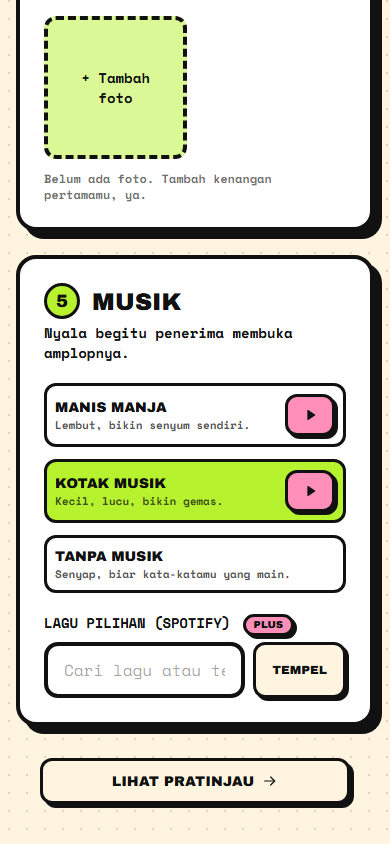 + Tambah
foto
Belum ada foto. Tambah kenangan
pertamamu, ya.
5 MUSIK
Nyala begitu penerima membuka
amplopnya.
MANIS MANJA
Lembut, bikin senyum sendiri.
KOTAK MUSIK
Kecil, lucu, bikin gemas.
TANPA MUSIK
Senyap, biar kata-katamu yang main.
LAGU PILIHAN (SPOTIFY) PLUS
Cari lagu atau te
TEMPEL
LIHAT PRATINJAU →